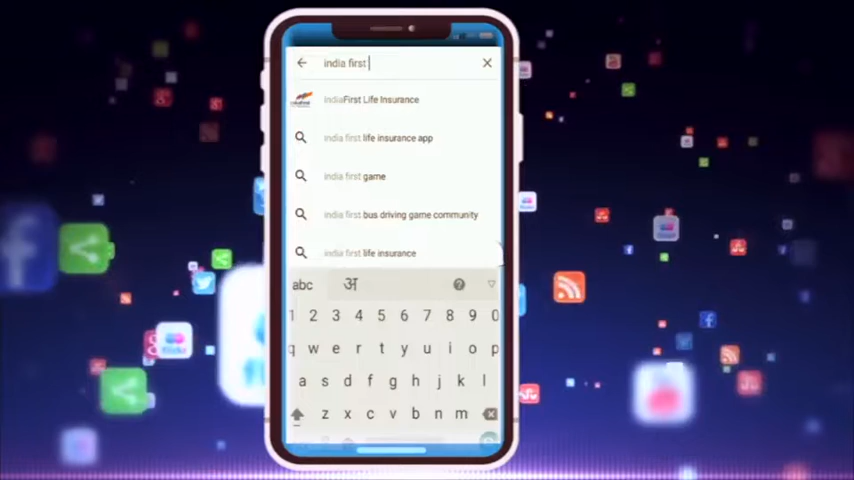 india first
IndiaFirst Life Insurance
india first life insurance app
india first game
india first bus driving game community
india first life insurance
abc अ ?
1 2 3 4 5 6 7 8 9 0
q w e r t y u i o p
a s d f g h j k l
z x c v b n m
flickr